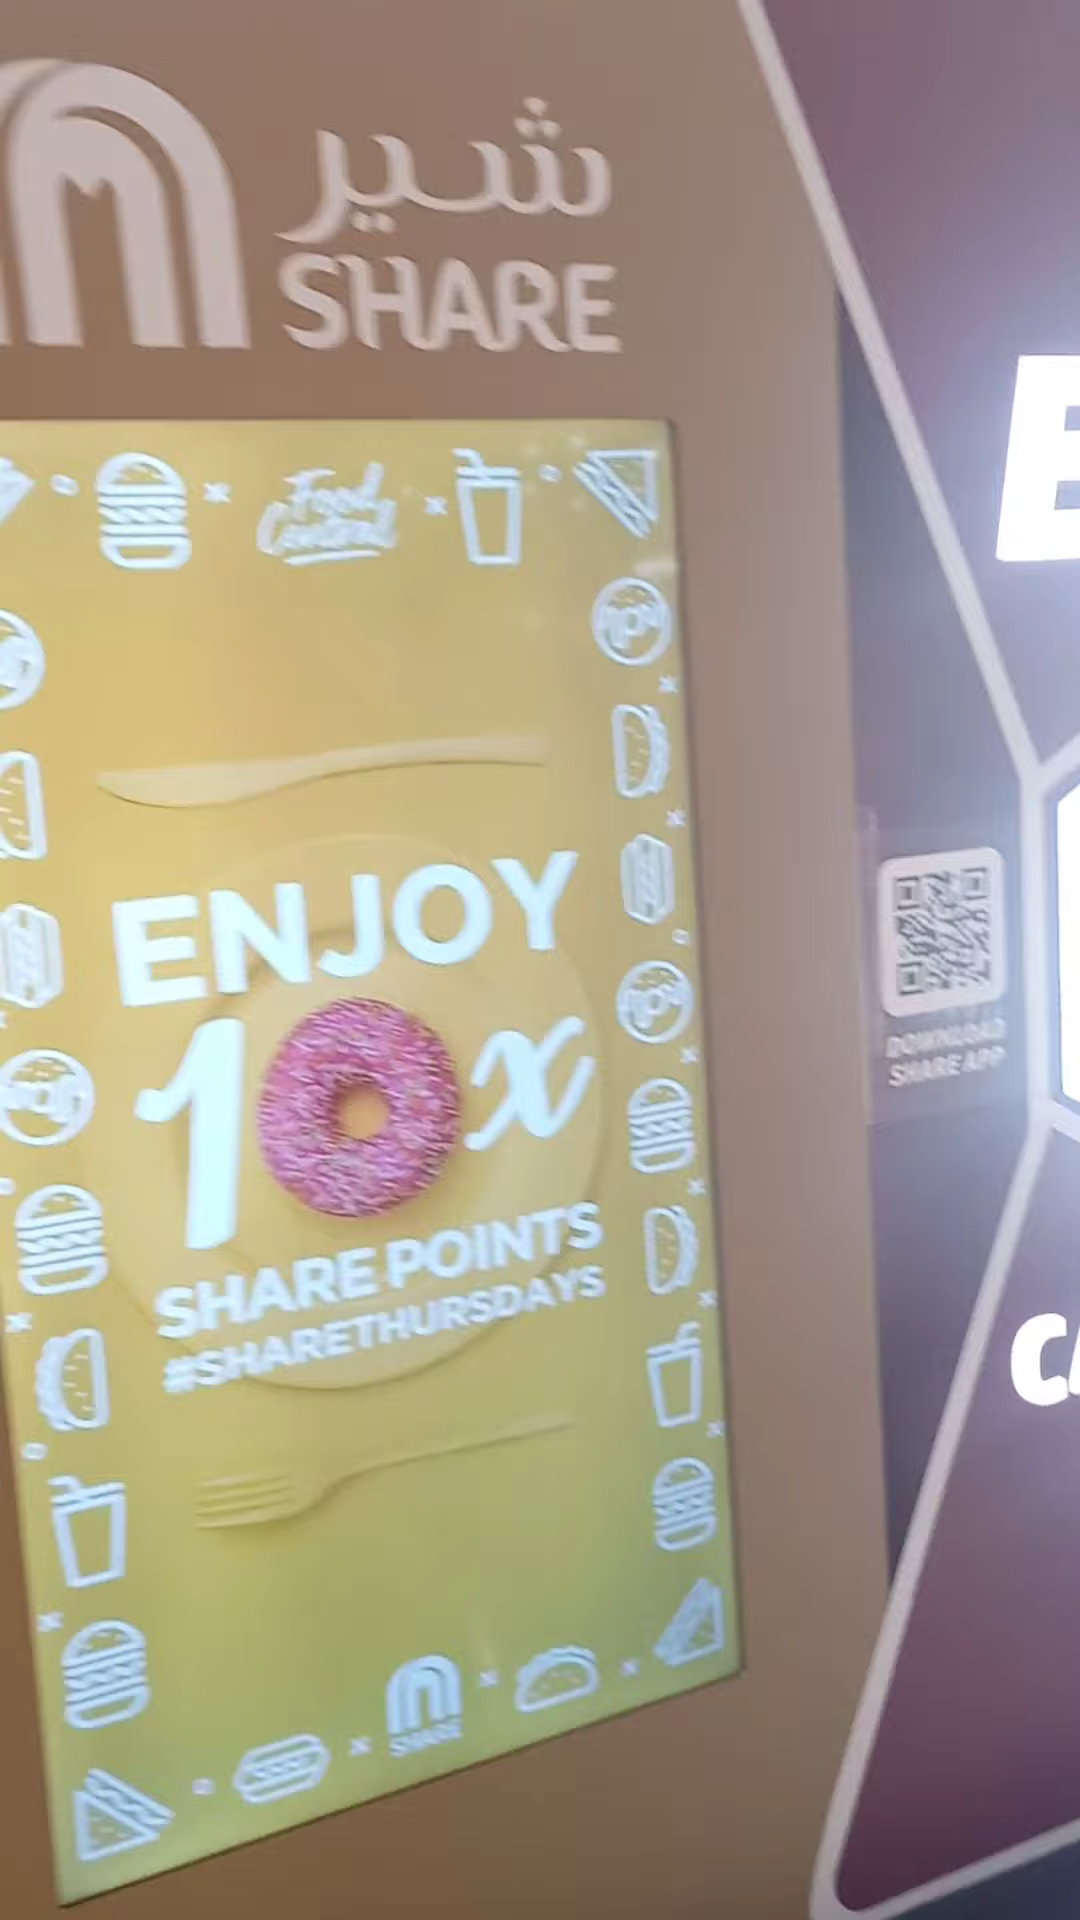 شير
SHARE
Food
Central
ENJOY
10x
SHARE POINTS
#SHARETHURSDAYS
SHARE
DOWNLOAD
SHARE APP